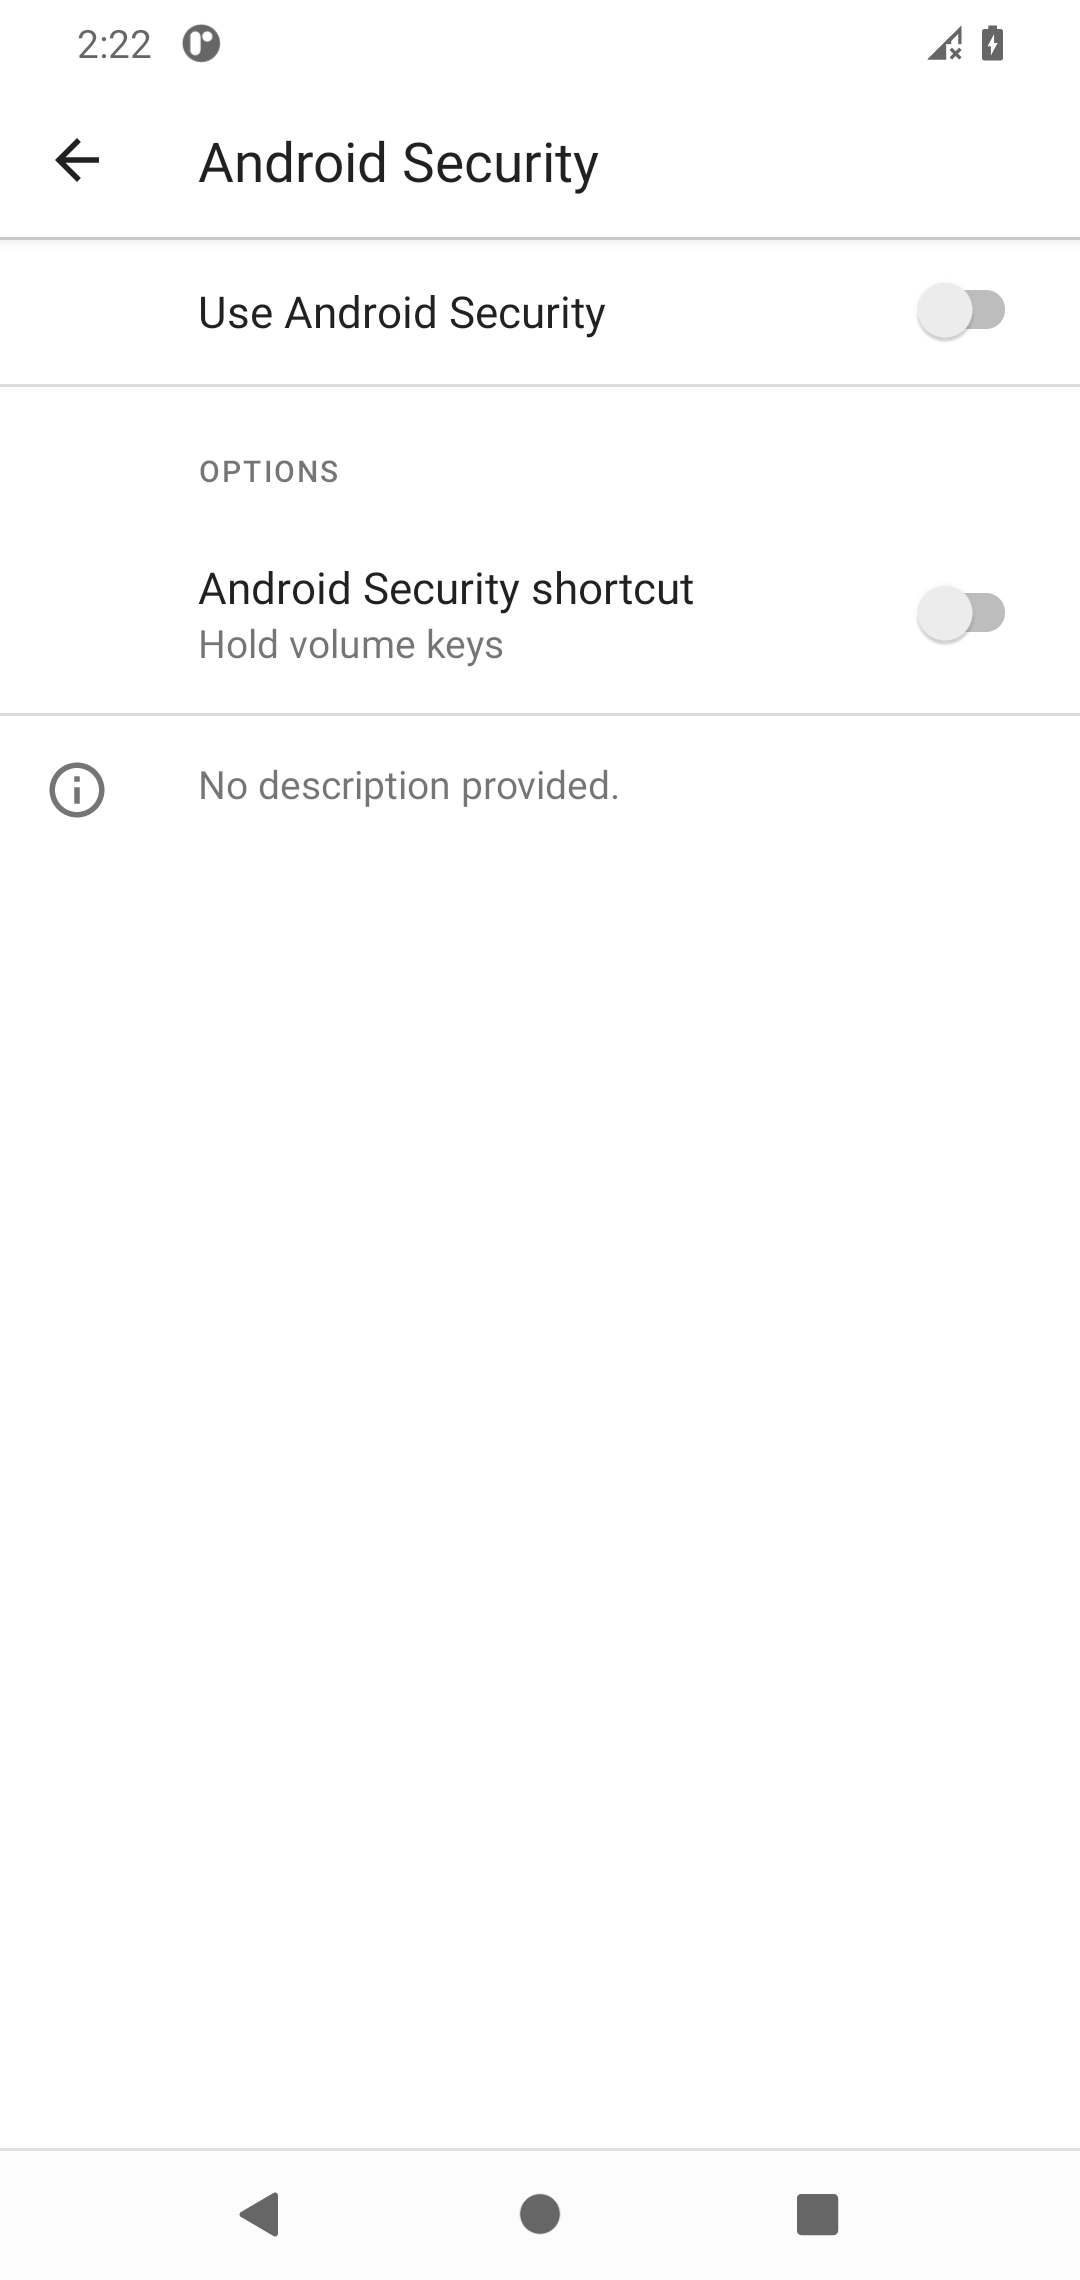 2:22
Android Security
Use Android Security
OPTIONS
Android Security shortcut
Hold volume keys
No description provided.